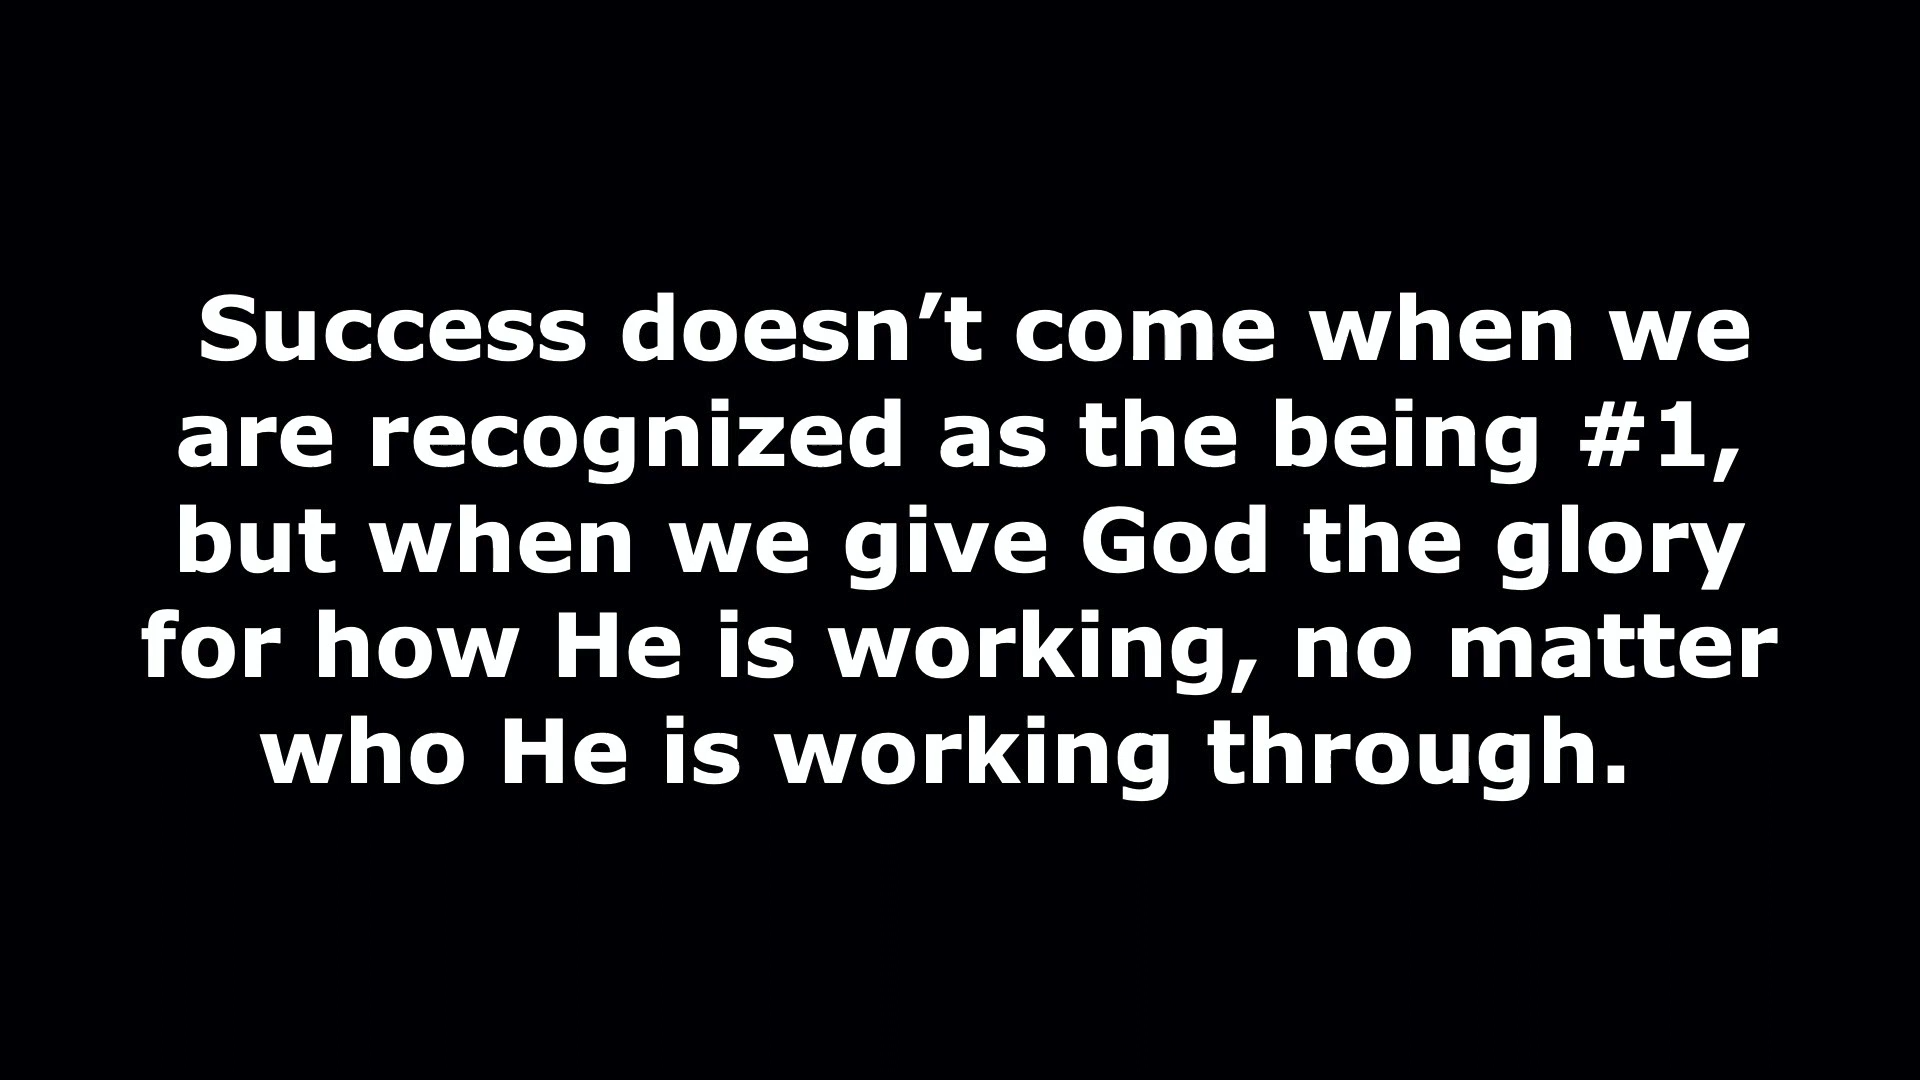 Success doesn’t come when we
are recognized as the being #1,
but when we give God the glory
for how He is working, no matter
who He is working through.